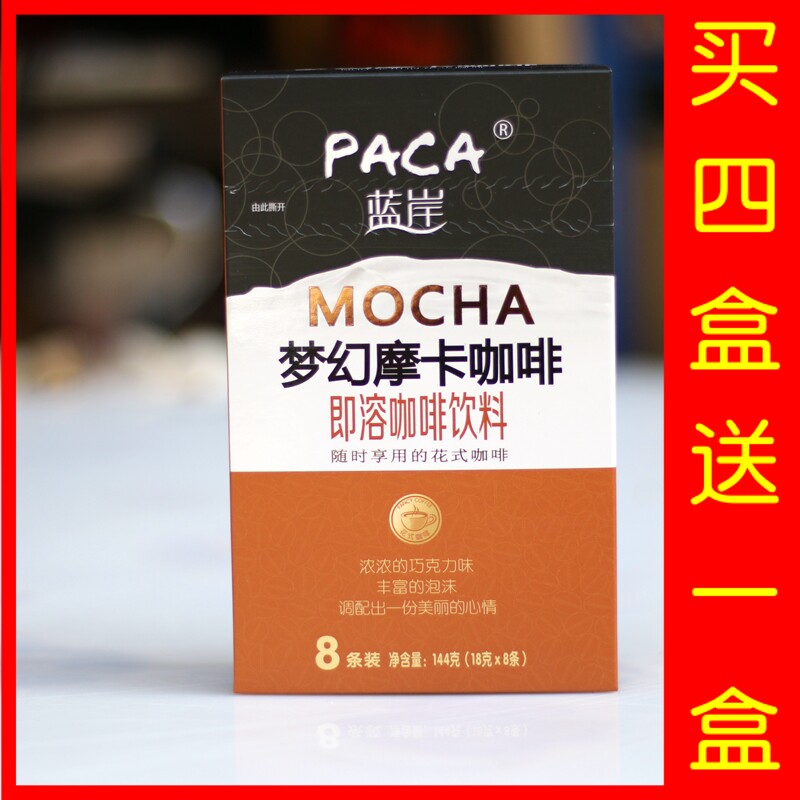 PACA®
蓝岸
由此撕开
MOCHA
梦幻摩卡咖啡
即溶咖啡饮料
随时享用的花式咖啡
浓浓的巧克力味
丰富的泡沫
调配出一份美丽的心情
8条装 净含量：144克（18克x8条）
买四盒送一盒